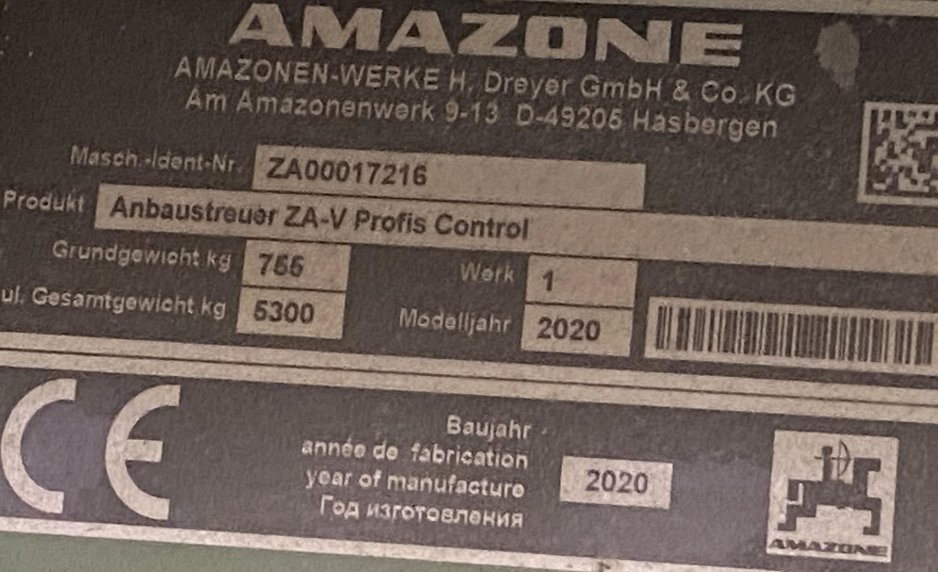 AMAZONE
AMAZONEN-WERKE H. Dreyer GmbH & Co. KG
Am Amazonenwerk 9-13 D-49205 Hasbergen
Masch.-Ident-Nr. ZA00017216
Produkt Anbaustreuer ZA-V Profis Control
Grundgewicht kg 755 Werk 1
ul. Gesamtgewicht kg 5300 Modelljahr 2020
Baujahr
année de fabrication
year of manufacture 2020
Год изготовления
CE
AMAZONE